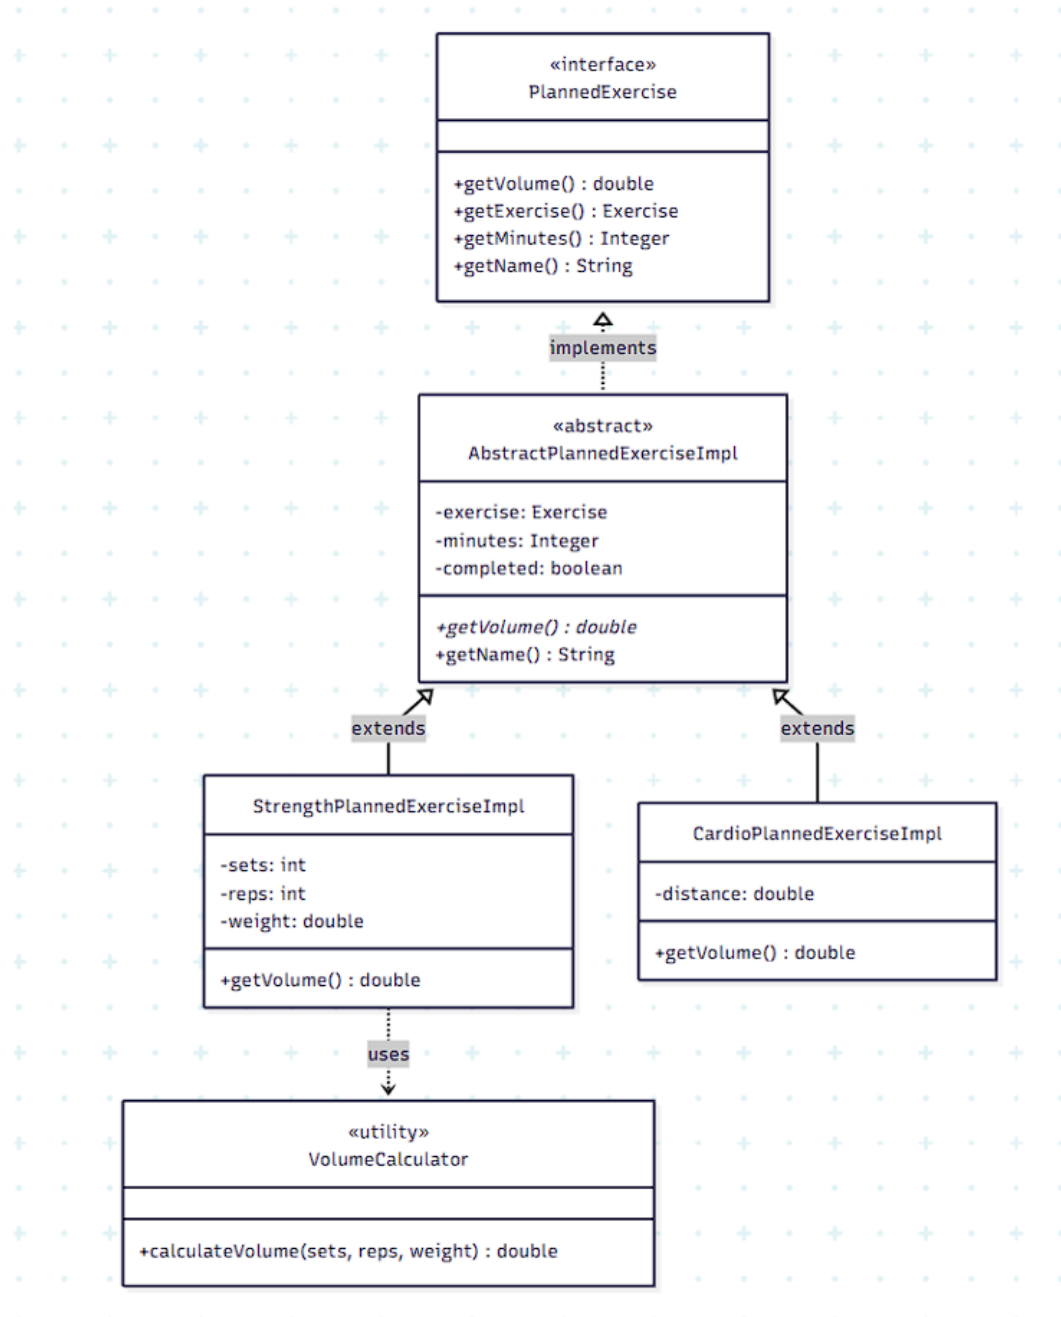 «interface»
PlannedExercise
+getVolume() : double
+getExercise() : Exercise
+getMinutes() : Integer
+getName() : String
implements
«abstract»
AbstractPlannedExerciseImpl
-exercise: Exercise
-minutes: Integer
-completed: boolean
+getVolume() : double
+getName() : String
extends
extends
StrengthPlannedExerciseImpl
-sets: int
-reps: int
-weight: double
+getVolume() : double
CardioPlannedExerciseImpl
-distance: double
+getVolume() : double
uses
«utility»
VolumeCalculator
+calculateVolume(sets, reps, weight) : double